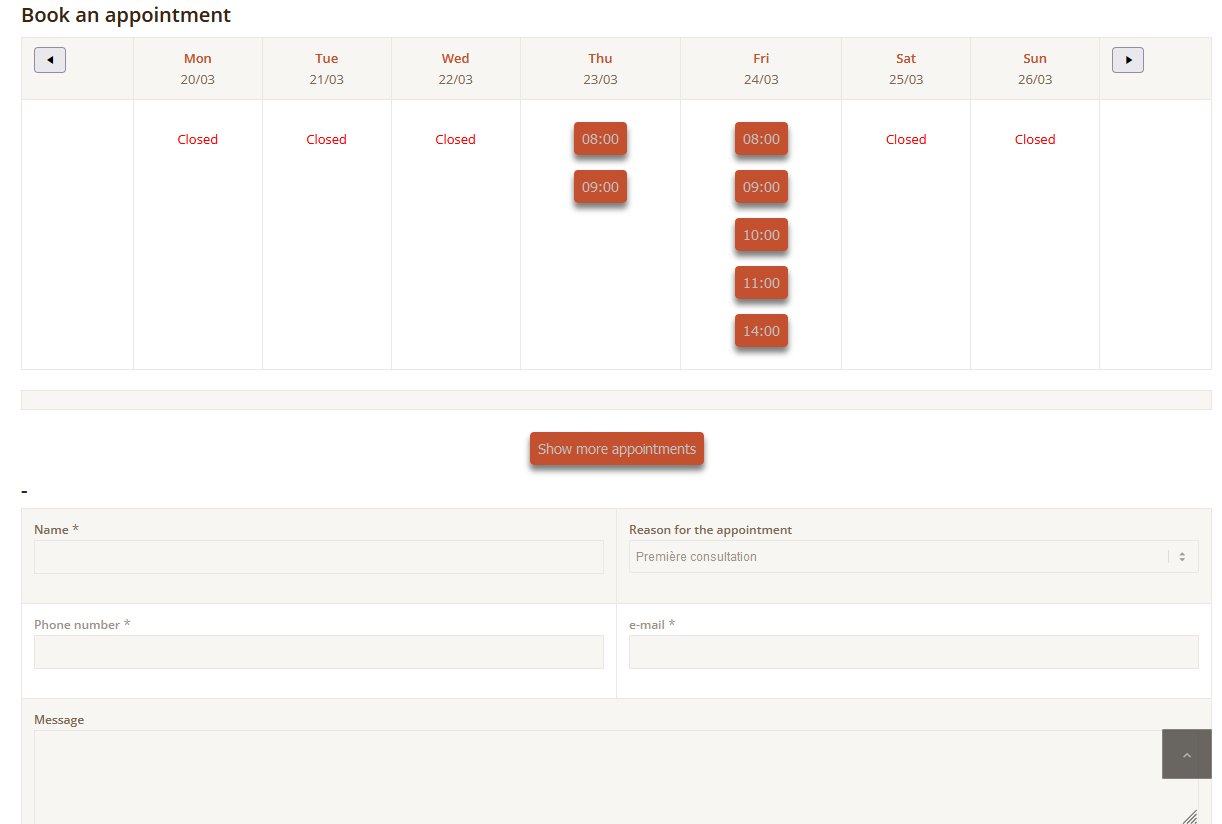 Book an appointment
Mon Tue Wed Thu Fri Sat Sun
20/03 21/03 22/03 23/03 24/03 25/03 26/03
Closed Closed Closed 08:00 08:00 Closed Closed
09:00 09:00
10:00
11:00
14:00
Show more appointments
-
Name * Reason for the appointment
Première consultation
Phone number * e-mail *
Message